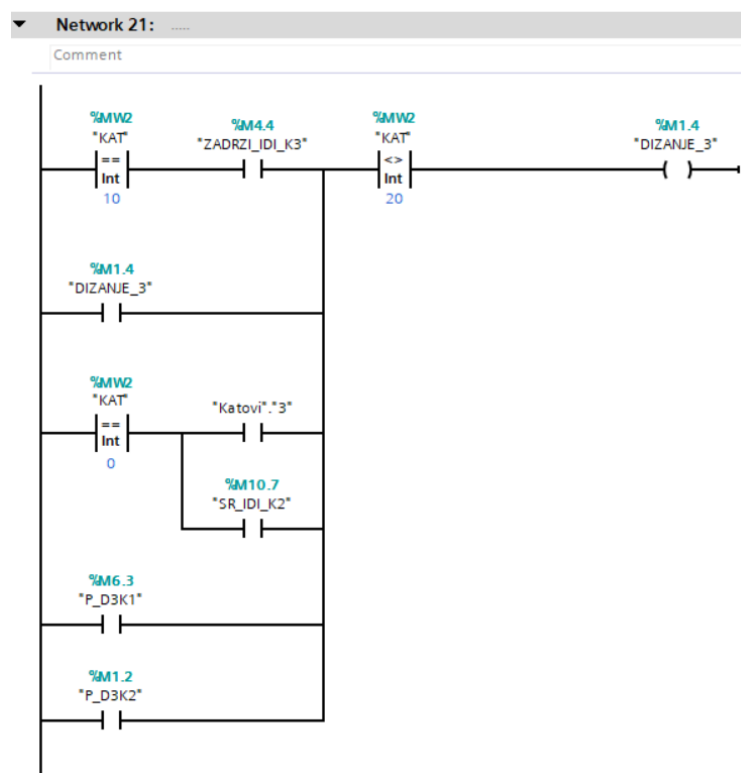 Network 21: .....
Comment
%MW2
"KAT"
==
Int
10
%M4.4
"ZADRZI_IDI_K3"
%MW2
"KAT"
<>
Int
20
%M1.4
"DIZANJE_3"
%M1.4
"DIZANJE_3"
%MW2
"KAT"
==
Int
0
"Katovi"."3"
%M10.7
"SR_IDI_K2"
%M6.3
"P_D3K1"
%M1.2
"P_D3K2"